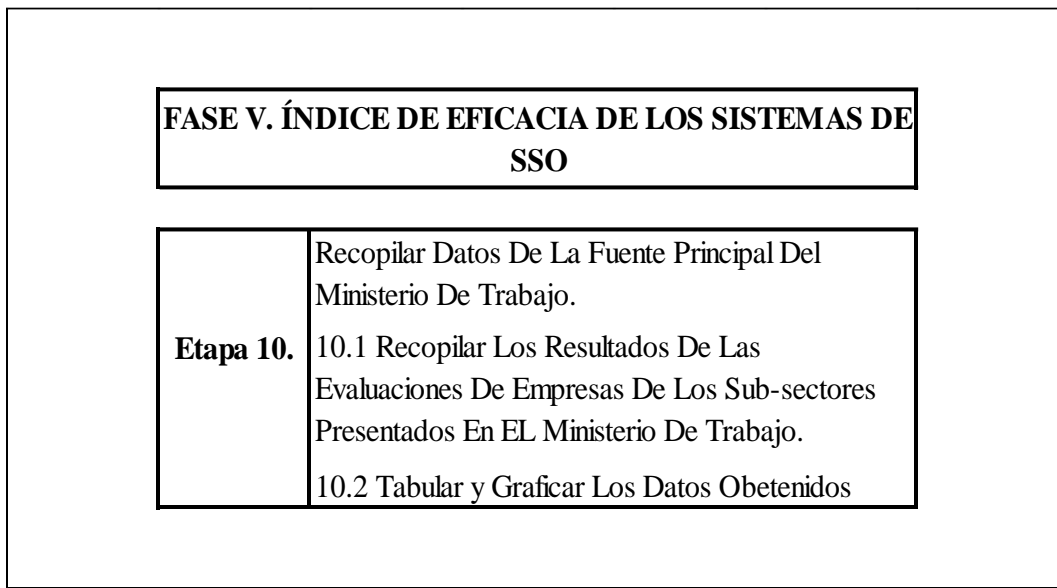 FASE V. ÍNDICE DE EFICACIA DE LOS SISTEMAS DE
SSO
Etapa 10.
Recopilar Datos De La Fuente Principal Del
Ministerio De Trabajo.
10.1 Recopilar Los Resultados De Las
Evaluaciones De Empresas De Los Sub-sectores
Presentados En EL Ministerio De Trabajo.
10.2 Tabular y Graficar Los Datos Obetenidos